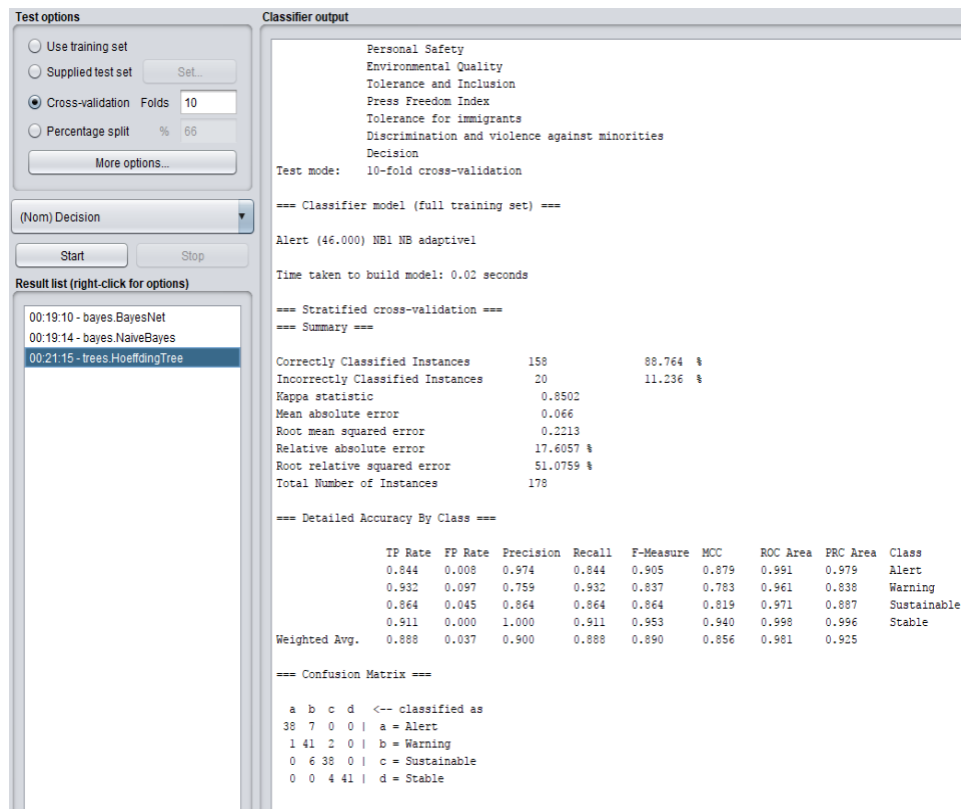 Test options
Use training set
Supplied test set Set...
Cross-validation Folds 10
Percentage split % 66
More options...
(Nom) Decision
Start Stop
Result list (right-click for options)
00:19:10 - bayes.BayesNet
00:19:14 - bayes.NaiveBayes
00:21:15 - trees.HoeffdingTree
Classifier output
Personal Safety
Environmental Quality
Tolerance and Inclusion
Press Freedom Index
Tolerance for immigrants
Discrimination and violence against minorities
Decision
Test mode: 10-fold cross-validation
=== Classifier model (full training set) ===
Alert (46.000) NB1 NB adaptive1
Time taken to build model: 0.02 seconds
=== Stratified cross-validation ===
=== Summary ===
Correctly Classified Instances 158 88.764 %
Incorrectly Classified Instances 20 11.236 %
Kappa statistic 0.8502
Mean absolute error 0.066
Root mean squared error 0.2213
Relative absolute error 17.6057 %
Root relative squared error 51.0759 %
Total Number of Instances 178
=== Detailed Accuracy By Class ===
TP Rate FP Rate Precision Recall F-Measure MCC ROC Area PRC Area Class
0.844 0.008 0.974 0.844 0.905 0.879 0.991 0.979 Alert
0.932 0.097 0.759 0.932 0.837 0.783 0.961 0.838 Warning
0.864 0.045 0.864 0.864 0.864 0.819 0.971 0.887 Sustainable
0.911 0.000 1.000 0.911 0.953 0.940 0.998 0.996 Stable
Weighted Avg. 0.888 0.037 0.900 0.888 0.890 0.856 0.981 0.925
=== Confusion Matrix ===
a b c d <-- classified as
38 7 0 0 | a = Alert
1 41 2 0 | b = Warning
0 6 38 0 | c = Sustainable
0 0 4 41 | d = Stable